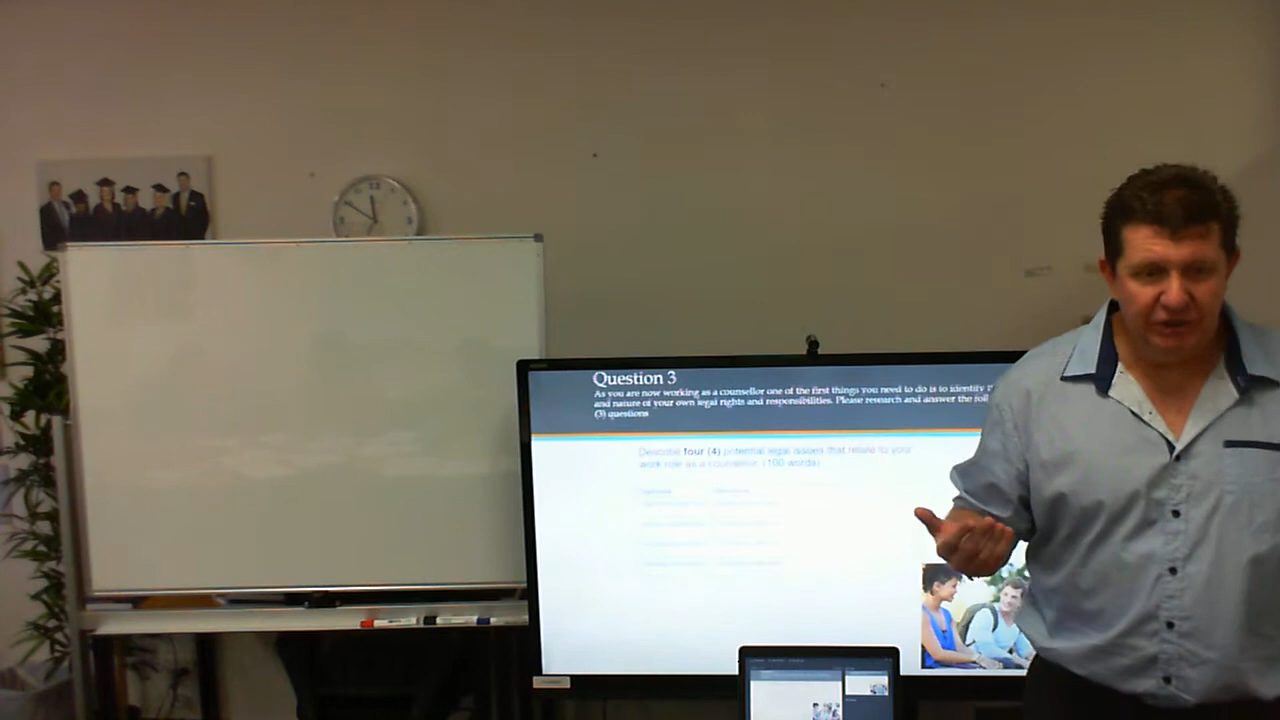 Question 3
As you are now working as a counsellor one of the first things you need to do is to identify
and nature of your own legal rights and responsibilities. Please research and answer the
(3) questions
Describe four (4) potential legal issues that relate to your
work role as a counsellor (100 words)